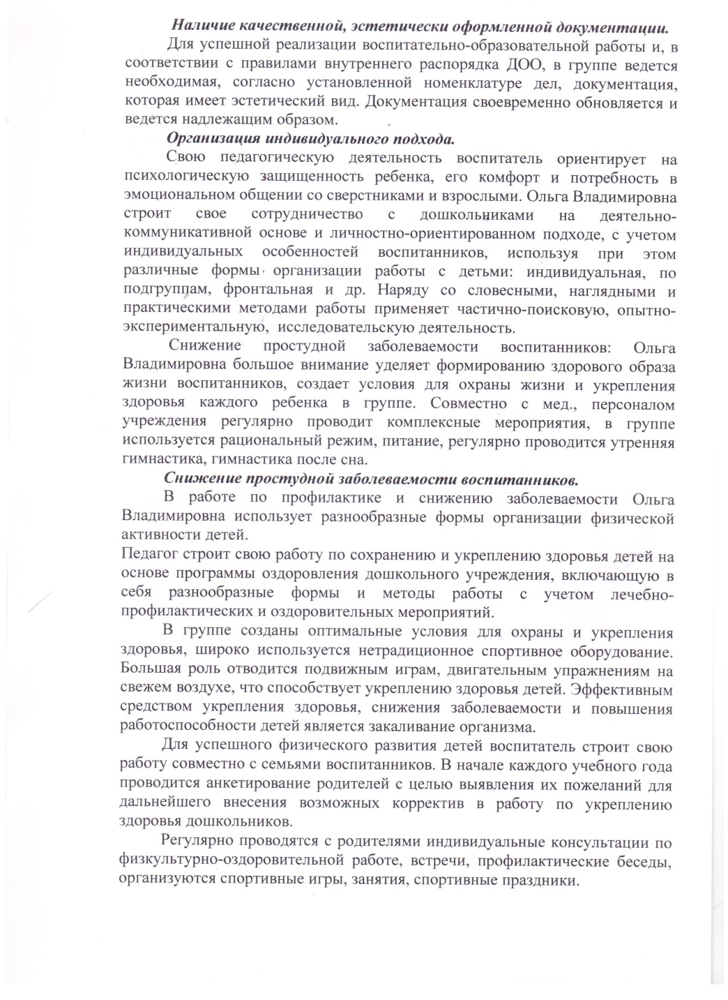 Наличие качественной, эстетически оформленной документации.
Для успешной реализации воспитательно-образовательной работы и, в
соответствии с правилами внутреннего распорядка ДОО, в группе ведется
необходимая, согласно установленной номенклатуре дел, документация,
которая имеет эстетический вид. Документация своевременно обновляется и
ведется надлежащим образом.
Организация индивидуального подхода.
Свою педагогическую деятельность воспитатель ориентирует на
психологическую защищенность ребенка, его комфорт и потребность в
эмоциональном общении со сверстниками и взрослыми. Ольга Владимировна
строит свое сотрудничество с дошкольниками на деятельно-
коммуникативной основе и личностно-ориентированном подходе, с учетом
индивидуальных особенностей воспитанников, используя при этом
различные формы организации работы с детьми: индивидуальная, по
подгруппам, фронтальная и др. Наряду со словесными, наглядными и
практическими методами работы применяет частично-поисковую, опытно-
экспериментальную, исследовательскую деятельность.
Снижение простудной заболеваемости воспитанников: Ольга
Владимировна большое внимание уделяет формированию здорового образа
жизни воспитанников, создает условия для охраны жизни и укрепления
здоровья каждого ребенка в группе. Совместно с мед., персоналом
учреждения регулярно проводит комплексные мероприятия, в группе
используется рациональный режим, питание, регулярно проводится утренняя
гимнастика, гимнастика после сна.
Снижение простудной заболеваемости воспитанников.
В работе по профилактике и снижению заболеваемости Ольга
Владимировна использует разнообразные формы организации физической
активности детей.
Педагог строит свою работу по сохранению и укреплению здоровья детей на
основе программы оздоровления дошкольного учреждения, включающую в
себя разнообразные формы и методы работы с учетом лечебно-
профилактических и оздоровительных мероприятий.
В группе созданы оптимальные условия для охраны и укрепления
здоровья, широко используется нетрадиционное спортивное оборудование.
Большая роль отводится подвижным играм, двигательным упражнениям на
свежем воздухе, что способствует укреплению здоровья детей. Эффективным
средством укрепления здоровья, снижения заболеваемости и повышения
работоспособности детей является закаливание организма.
Для успешного физического развития детей воспитатель строит свою
работу совместно с семьями воспитанников. В начале каждого учебного года
проводится анкетирование родителей с целью выявления их пожеланий для
дальнейшего внесения возможных корректив в работу по укреплению
здоровья дошкольников.
Регулярно проводятся с родителями индивидуальные консультации по
физкультурно-оздоровительной работе, встречи, профилактические беседы,
организуются спортивные игры, занятия, спортивные праздники.